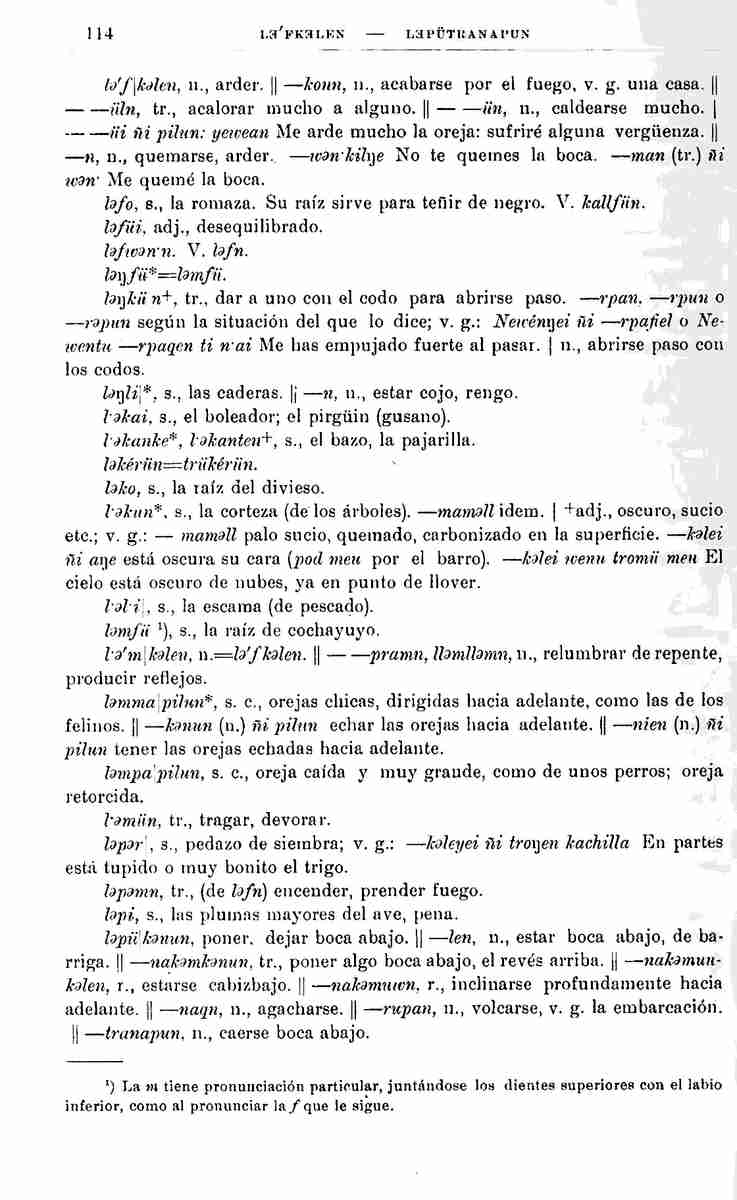 114 LƏ'FKƏLEN — LƏPÜTRANAPUN
lə'f|kəlen, n., arder. || —konn, n., acabarse por el fuego, v. g. una casa. ||
— —üln, tr., acalorar mucho a alguno. || — —ün, n., caldearse mucho. |
— —üi ñi pilun: yewean Me arde mucho la oreja: sufriré alguna vergüenza. ||
—n, n., quemarse, arder. —wən·kilŋe No te quemes la boca. —man (tr.) ñi
wən· Me quemé la boca.
ləfo, s., la romaza. Su raíz sirve para teñir de negro. V. kallfün.
ləfüi, adj., desequilibrado.
ləfwən·n. V. ləfn.
ləŋfü*=ləmfü.
ləŋkü n+, tr., dar a uno con el codo para abrirse paso. —rpan, —rpun o
—rəpun según la situación del que lo dice; v. g.: Newénŋei ñi —rpafiel o Ne-
wentu —rpaqen ti n·ai Me has empujado fuerte al pasar. | n., abrirse paso con
los codos.
ləŋli|*, s., las caderas. || —n, n., estar cojo, rengo.
l·əkai, s., el boleador; el pirgüin (gusano).
l·əkanke*, l·əkanten+, s., el bazo, la pajarilla.
ləkérün=trükérün.
ləko, s., la raíz del divieso.
l·əkun*, s., la corteza (de los árboles). —maməll idem. | +adj., oscuro, sucio
etc.; v. g.: — maməll palo sucio, quemado, carbonizado en la superficie. —kəlei
ñi aŋe está oscura su cara (pod meu por el barro). —kəlei wenu tromü meu El
cielo está oscuro de nubes, ya en punto de llover.
l·əl·i|, s., la escama (de pescado).
ləmfü ¹), s., la raíz de cochayuyo.
l·ə'm|kəlen, n.=lə'fkəlen. || — —pramn, lləmlləmn, n., relumbrar de repente,
producir reflejos.
ləmma|pilun*, s. c., orejas chicas, dirigidas hacia adelante, como las de los
felinos. || —kənun (n.) ñi pilun echar las orejas hacia adelante. || —nien (n.) ñi
pilun tener las orejas echadas hacia adelante.
ləmpa|pilun, s. c., oreja caída y muy grande, como de unos perros; oreja
retorcida.
l·əmün, tr., tragar, devorar.
ləpər|, s., pedazo de siembra; v. g.: —kəleyei ñi troŋen kachilla En partes
está tupido o muy bonito el trigo.
ləpəmn, tr., (de ləfn) encender, prender fuego.
ləpi, s., las plumas mayores del ave, pena.
ləpü|kənun, poner, dejar boca abajo. || —len, n., estar boca abajo, de ba-
rriga. || —nakəmkənun, tr., poner algo boca abajo, el revés arriba. || —nakəmuu-
kəlen, r., estarse cabizbajo. || —nakəmuwn, r., inclinarse profundamente hacia
adelante. || —naqn, n., agacharse. || —rupan, n., volcarse, v. g. la embarcación.
|| —tranapun, n., caerse boca abajo.
¹) La m tiene pronunciación particular, juntándose los dientes superiores con el labio
inferior, como al pronunciar la f que le sigue.